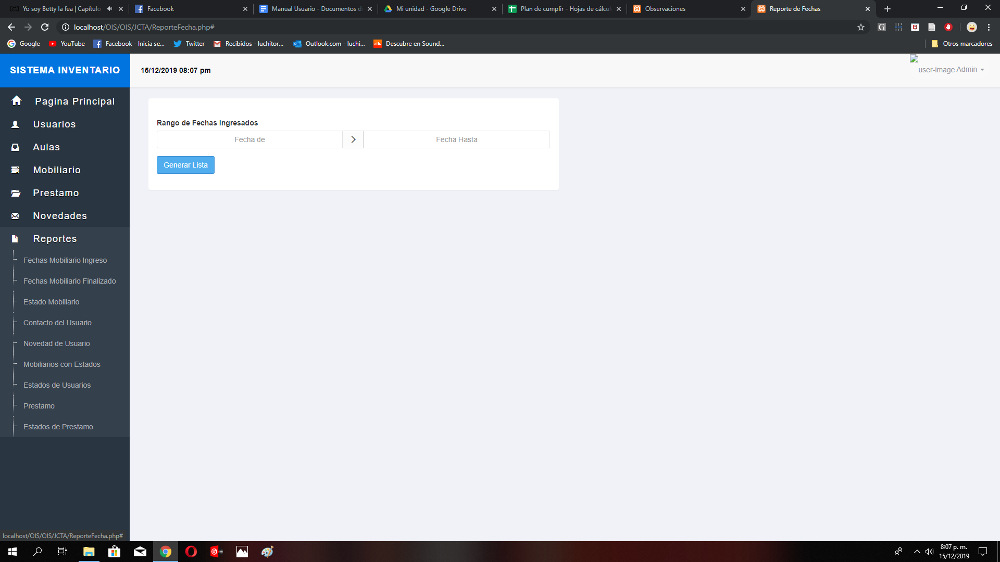 Yo soy Betty la fea | Capítulo
Facebook
Manual Usuario - Documentos d
Mi unidad - Google Drive
Plan de cumplir - Hojas de cálcu
Observaciones
Reporte de Fechas
localhost/OIS/OIS/JCTA/ReporteFecha.php#
Google
YouTube
Facebook - Inicia se...
Twitter
Recibidos - luchitor...
Outlook.com - luchi...
Descubre en Sound...
Otros marcadores
SISTEMA INVENTARIO
15/12/2019 08:07 pm
user-image Admin
Pagina Principal
Usuarios
Aulas
Mobiliario
Prestamo
Novedades
Reportes
Fechas Mobiliario Ingreso
Fechas Mobiliario Finalizado
Estado Mobiliario
Contacto del Usuario
Novedad de Usuario
Mobiliarios con Estados
Estados de Usuarios
Prestamo
Estados de Prestamo
Rango de Fechas Ingresados
Fecha de
Fecha Hasta
Generar Lista
localhost/OIS/OIS/JCTA/ReporteFecha.php#
8:07 p. m.
15/12/2019